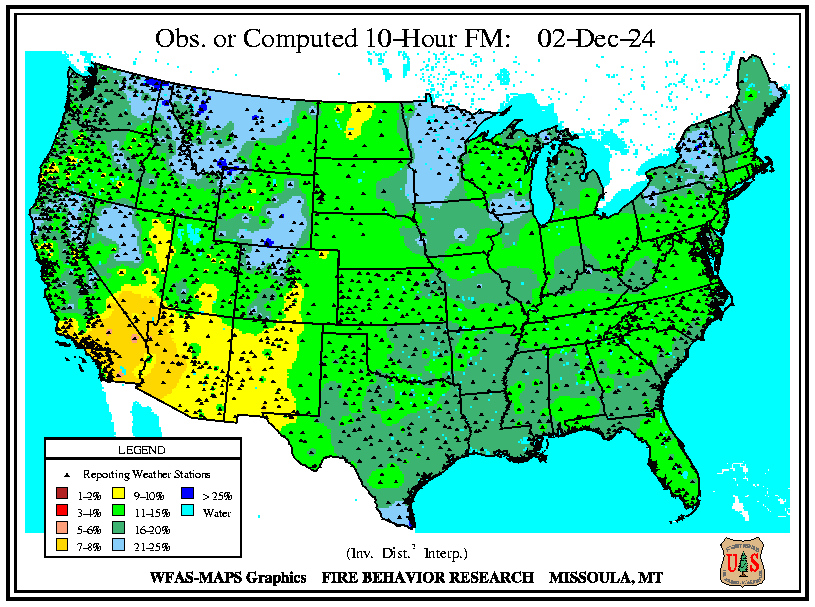 Obs. or Computed 10-Hour FM: 02-Dec-24
LEGEND
Reporting Weather Stations
1-2% 9-10% > 25%
3-4% 11-15% Water
5-6% 16-20%
7-8% 21-25%
(Inv. Dist.² Interp.)
WFAS-MAPS Graphics FIRE BEHAVIOR RESEARCH MISSOULA, MT
U S